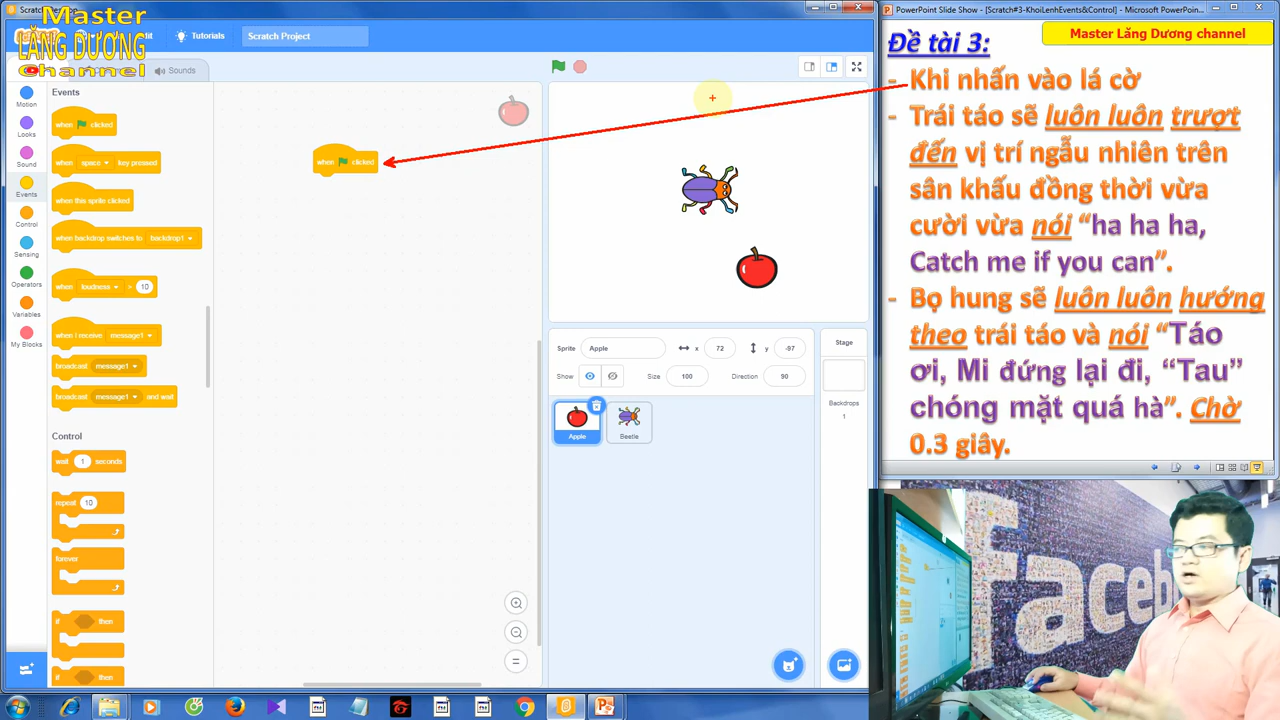 Scratch Desktop
Master
LĂNG DƯƠNG
Channel
Tutorials
Scratch Project
Sounds
Events
when clicked
when space key pressed
when this sprite clicked
when backdrop switches to backdrop1
when loudness > 10
when I receive message1
broadcast message1
broadcast message1 and wait
Control
wait 1 seconds
repeat 10
forever
if then
if then
Motion
Looks
Sound
Events
Control
Sensing
Operators
Variables
My Blocks
when clicked
Sprite Apple x 72 y -97
Show Size 100 Direction 90
Apple
Beetle
Stage
Backdrops
1
PowerPoint Slide Show - [Scratch#3-KhoiLenhEvents&Control] - Microsoft PowerPoin...
Đề tài 3:
Master Lăng Dương channel
- Khi nhấn vào lá cờ
- Trái táo sẽ luôn luôn trượt
đến vị trí ngẫu nhiên trên
sân khấu đồng thời vừa
cười vừa nói “ha ha ha,
Catch me if you can”.
- Bọ hung sẽ luôn luôn hướng
theo trái táo và nói “Táo
ơi, Mi đứng lại đi, “Tau”
chóng mặt quá hà”. Chờ
0.3 giây.